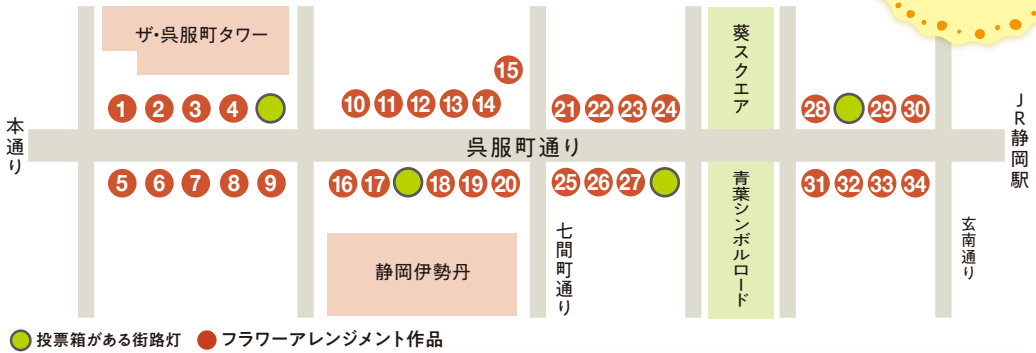 ザ・呉服町タワー
葵スクエア
15
1 2 3 4
10 11 12 13 14
21 22 23 24
28 29 30
JR静岡駅
本通り
呉服町通り
5 6 7 8 9
16 17 18 19 20
25 26 27
31 32 33 34
青葉シンボルロード
七間町通り
玄南通り
静岡伊勢丹
投票箱がある街路灯 フラワーアレンジメント作品